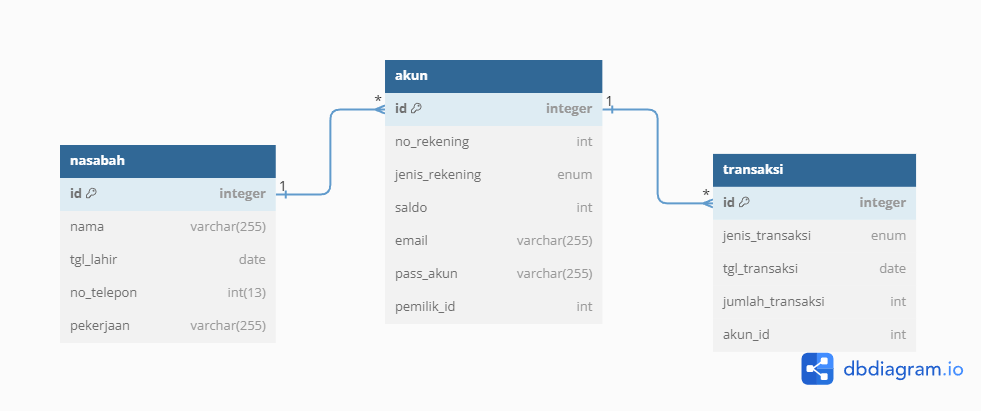 nasabah
id integer
nama varchar(255)
tgl_lahir date
no_telepon int(13)
pekerjaan varchar(255)
1
*
akun
id integer
no_rekening int
jenis_rekening enum
saldo int
email varchar(255)
pass_akun varchar(255)
pemilik_id int
1
*
transaksi
id integer
jenis_transaksi enum
tgl_transaksi date
jumlah_transaksi int
akun_id int
dbdiagram.io